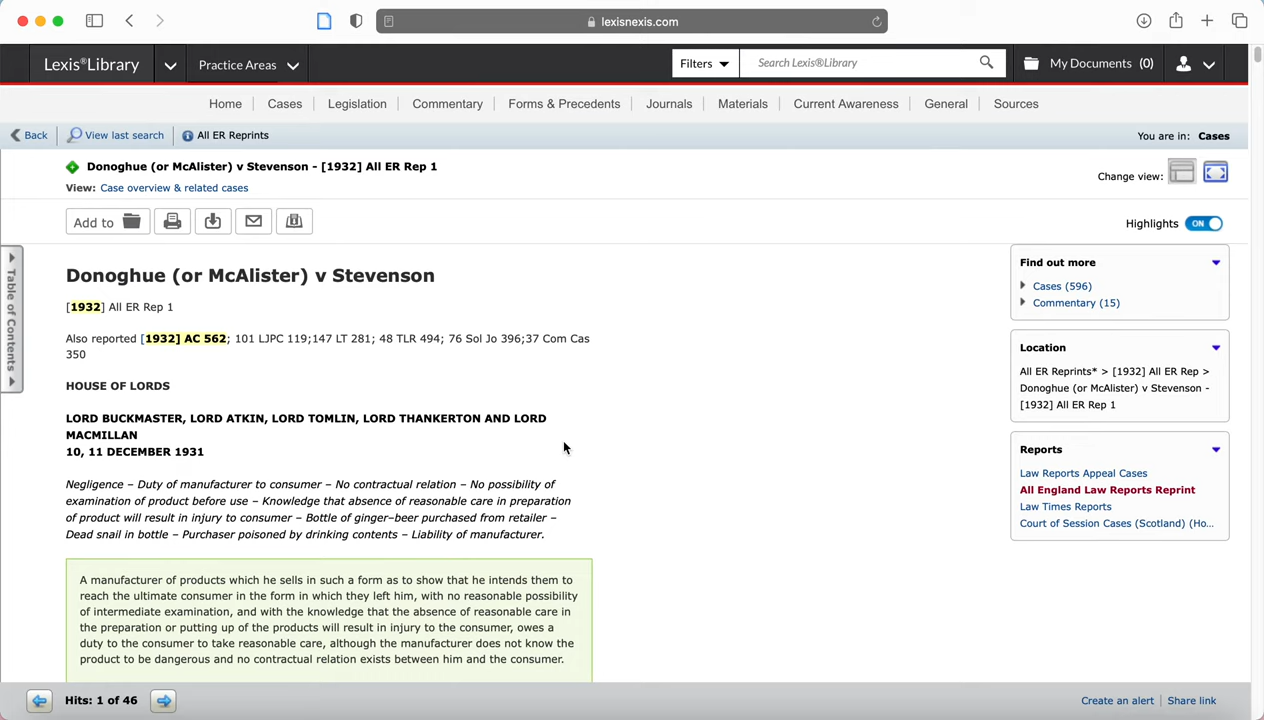 lexisnexis.com
Lexis®Library
Practice Areas
Filters
Search Lexis®Library
My Documents (0)
Home
Cases
Legislation
Commentary
Forms & Precedents
Journals
Materials
Current Awareness
General
Sources
Back
View last search
All ER Reprints
You are in: Cases
Donoghue (or McAlister) v Stevenson - [1932] All ER Rep 1
View: Case overview & related cases
Change view:
Add to
Highlights ON
Table of Contents
Donoghue (or McAlister) v Stevenson
[1932] All ER Rep 1
Also reported [1932] AC 562; 101 LJPC 119;147 LT 281; 48 TLR 494; 76 Sol Jo 396;37 Com Cas
350
HOUSE OF LORDS
LORD BUCKMASTER, LORD ATKIN, LORD TOMLIN, LORD THANKERTON AND LORD
MACMILLAN
10, 11 DECEMBER 1931
Negligence – Duty of manufacturer to consumer – No contractual relation – No possibility of
examination of product before use – Knowledge that absence of reasonable care in preparation
of product will result in injury to consumer – Bottle of ginger–beer purchased from retailer –
Dead snail in bottle – Purchaser poisoned by drinking contents – Liability of manufacturer.
A manufacturer of products which he sells in such a form as to show that he intends them to
reach the ultimate consumer in the form in which they left him, with no reasonable possibility
of intermediate examination, and with the knowledge that the absence of reasonable care in
the preparation or putting up of the products will result in injury to the consumer, owes a
duty to the consumer to take reasonable care, although the manufacturer does not know the
product to be dangerous and no contractual relation exists between him and the consumer.
Find out more
Cases (596)
Commentary (15)
Location
All ER Reprints* > [1932] All ER Rep >
Donoghue (or McAlister) v Stevenson -
[1932] All ER Rep 1
Reports
Law Reports Appeal Cases
All England Law Reports Reprint
Law Times Reports
Court of Session Cases (Scotland) (Ho...
Hits: 1 of 46
Create an alert
Share link